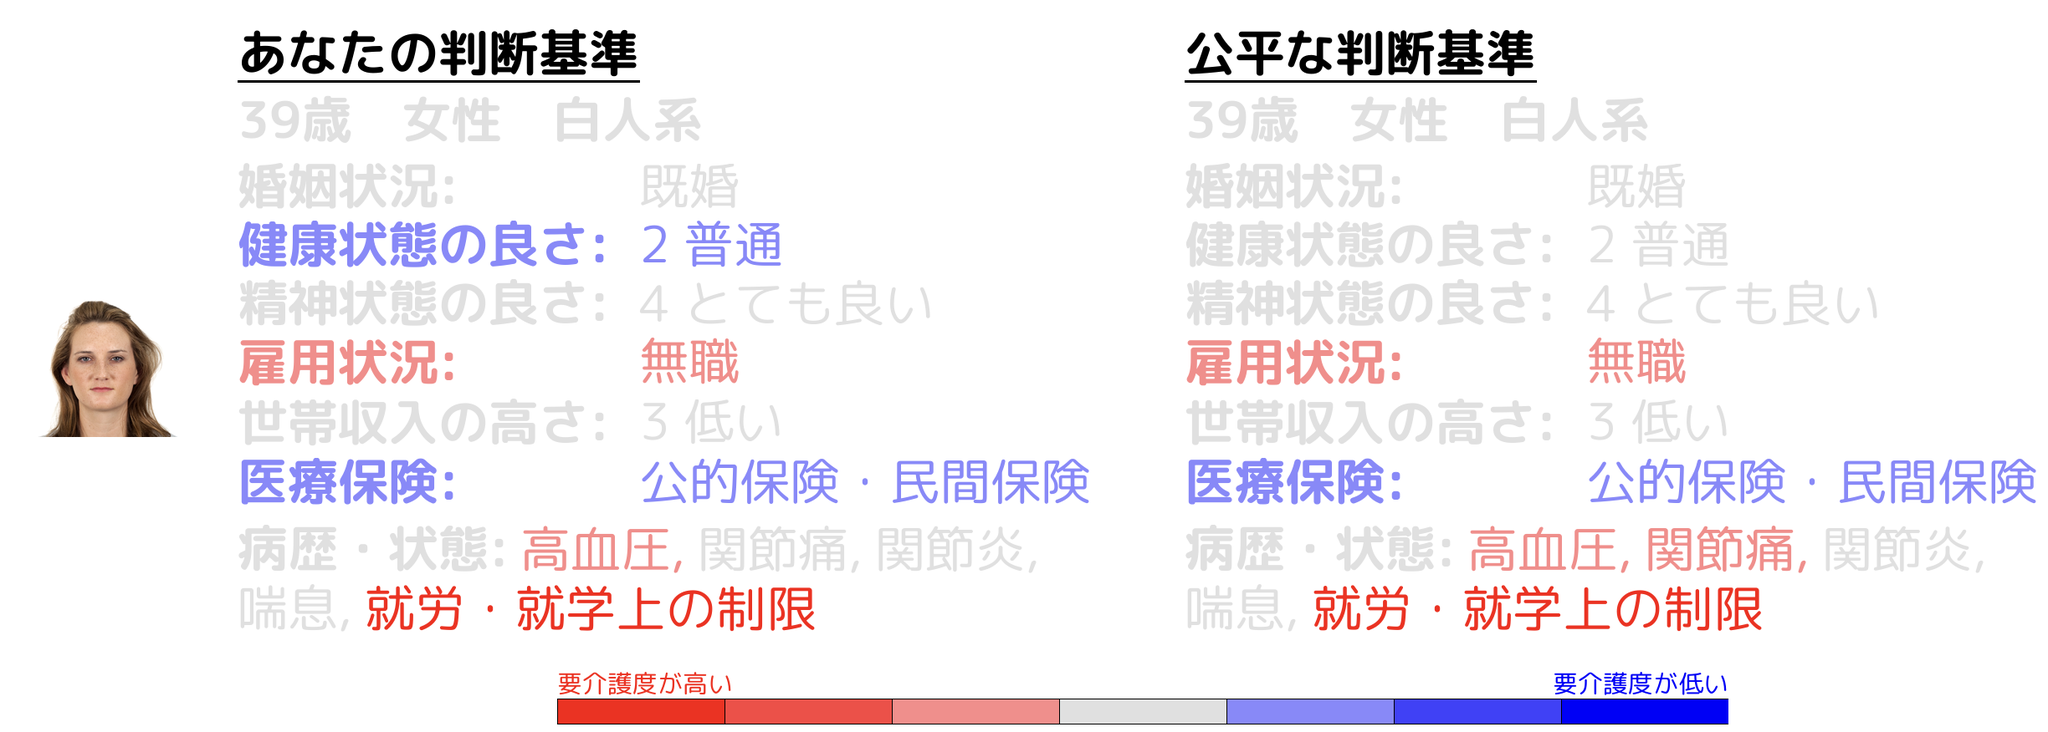 あなたの判断基準
39歳　女性　白人系
婚姻状況: 既婚
健康状態の良さ: 2 普通
精神状態の良さ: 4 とても良い
雇用状況: 無職
世帯収入の高さ: 3 低い
医療保険: 公的保険・民間保険
病歴・状態: 高血圧, 関節痛, 関節炎,
喘息, 就労・就学上の制限
公平な判断基準
39歳　女性　白人系
婚姻状況: 既婚
健康状態の良さ: 2 普通
精神状態の良さ: 4 とても良い
雇用状況: 無職
世帯収入の高さ: 3 低い
医療保険: 公的保険・民間保険
病歴・状態: 高血圧, 関節痛, 関節炎,
喘息, 就労・就学上の制限
要介護度が高い
要介護度が低い